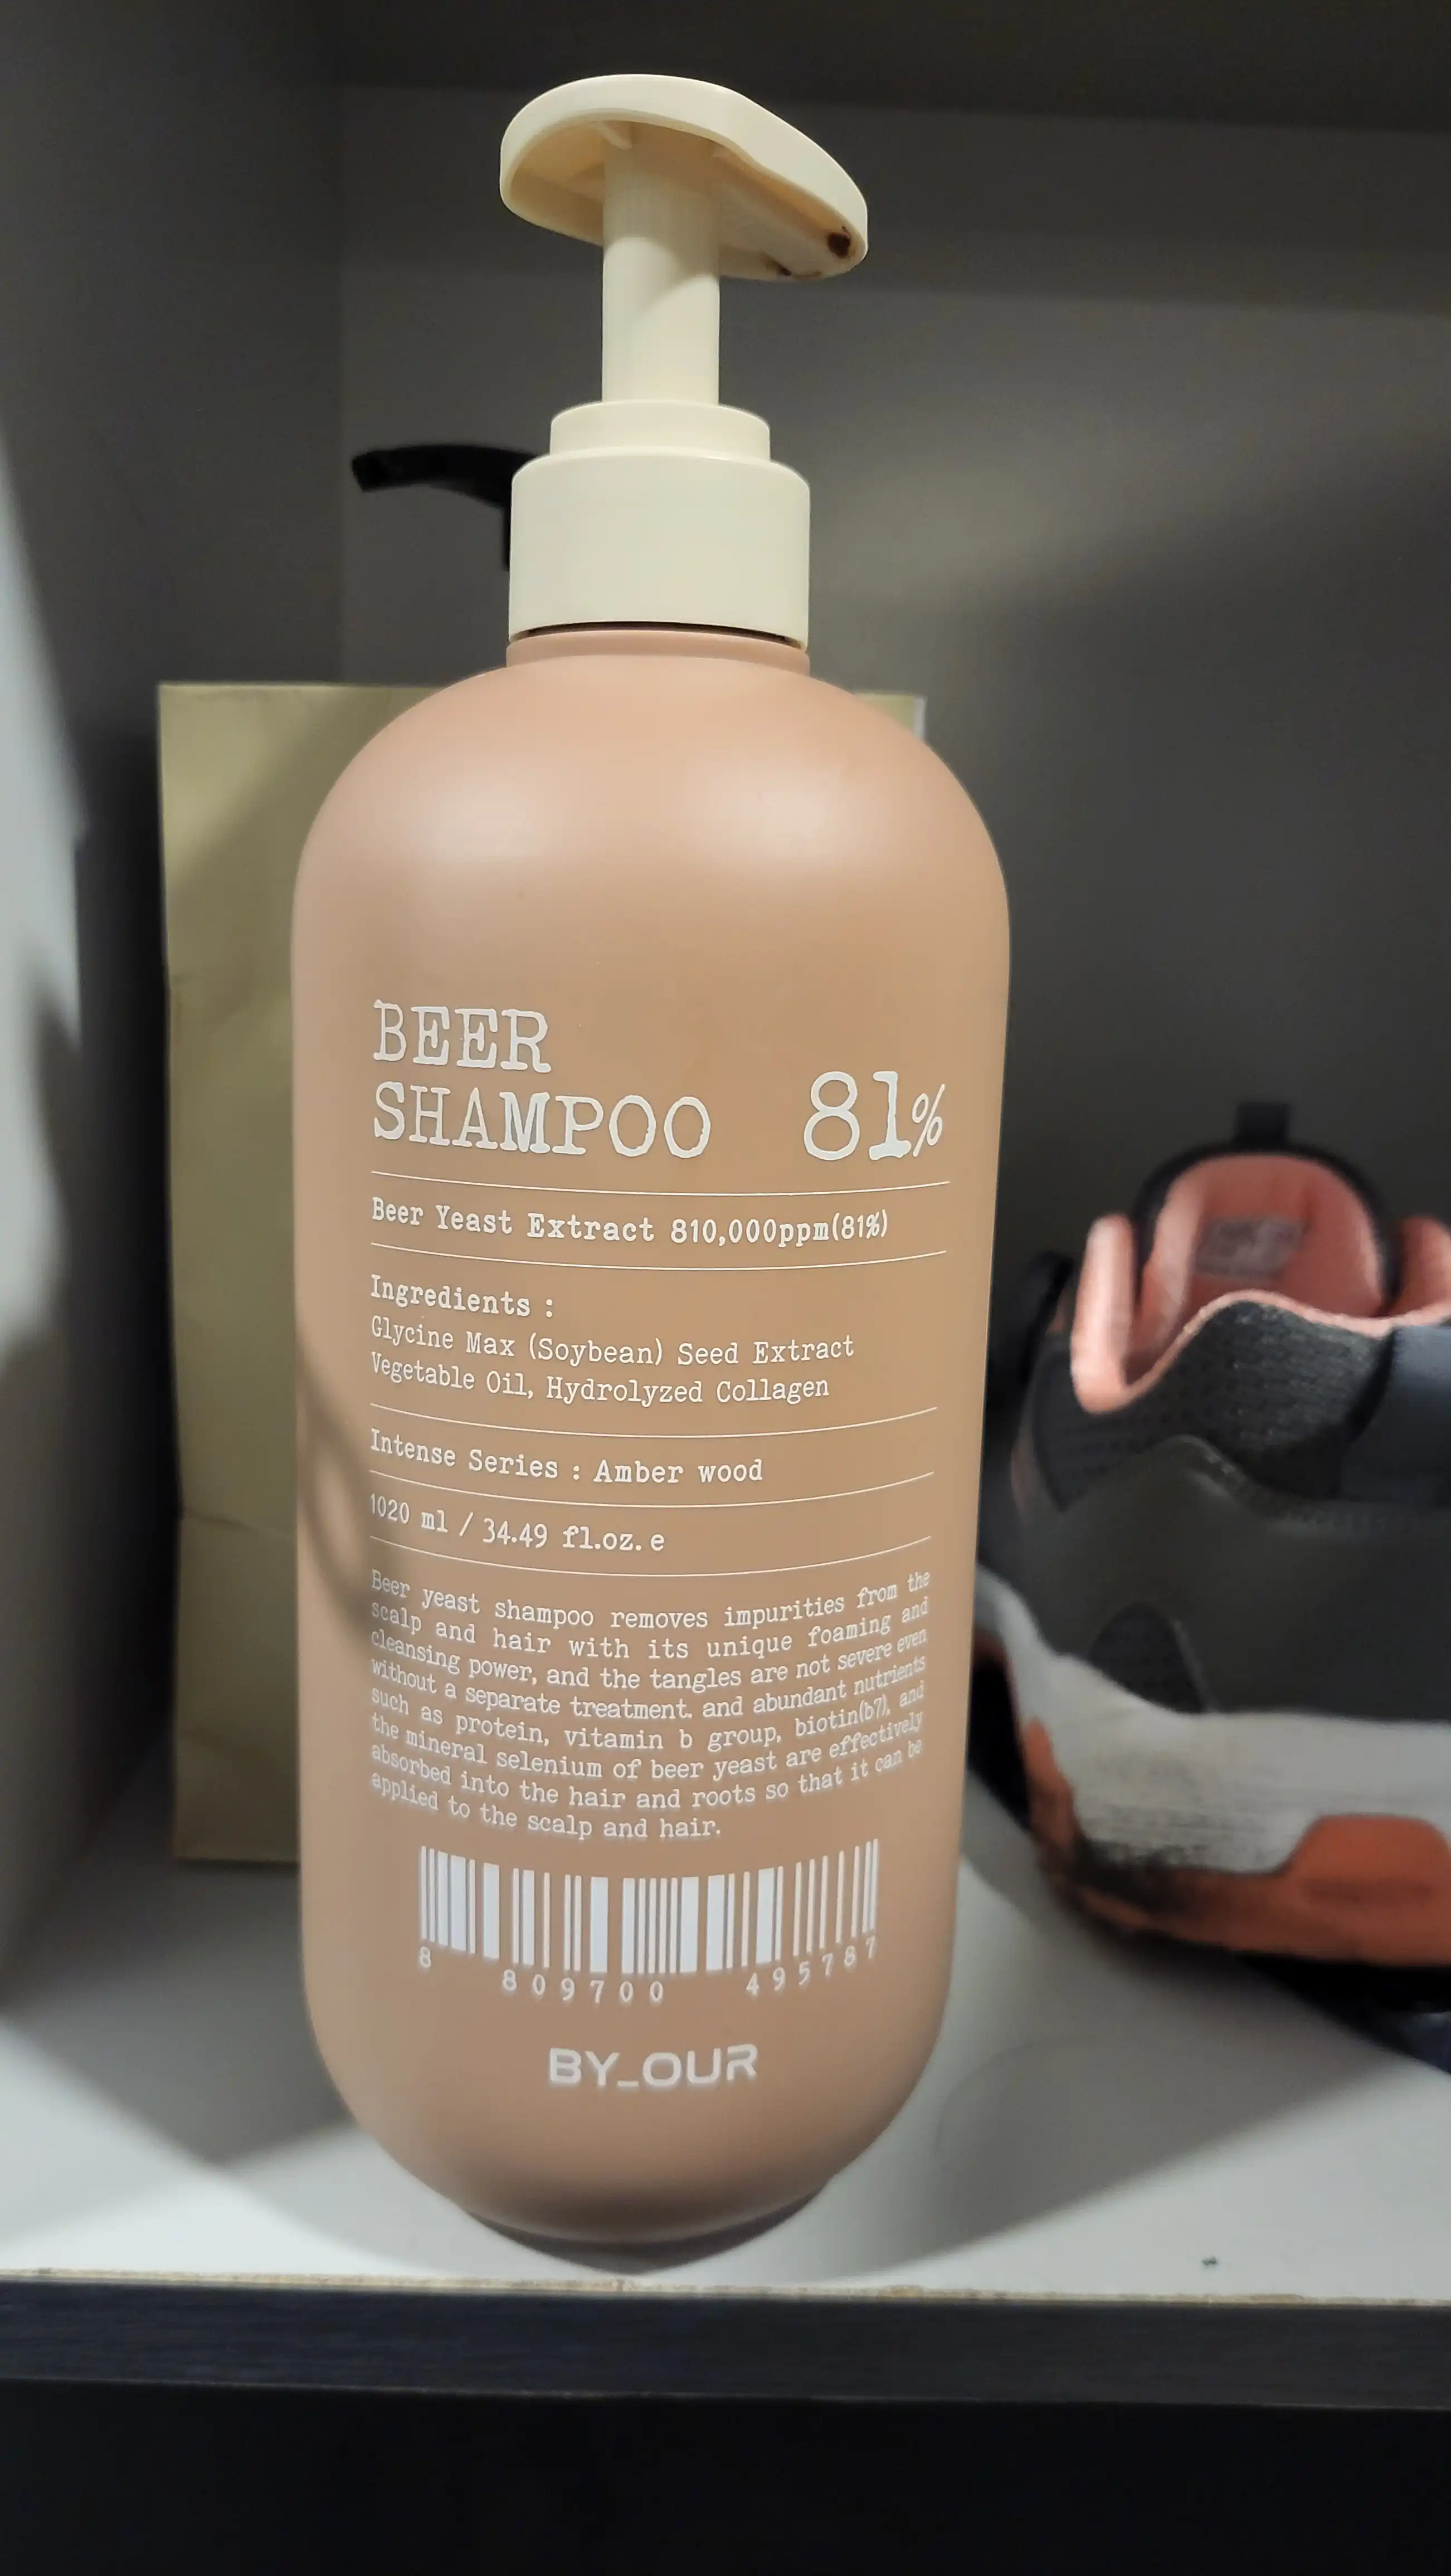 BEER
SHAMPOO 81%
Beer Yeast Extract 810,000ppm(81%)
Ingredients :
Glycine Max (Soybean) Seed Extract
Vegetable Oil, Hydrolyzed Collagen
Intense Series : Amber wood
1020 ml / 34.49 fl.oz. e
Beer yeast shampoo removes impurities from the
scalp and hair with its unique foaming and
cleansing power, and the tangles are not severe even
without a separate treatment. and abundant nutrients
such as protein, vitamin b group, biotin(b7), and
the mineral selenium of beer yeast are effectively
absorbed into the hair and roots so that it can be
applied to the scalp and hair.
8 809700 495787
BY_OUR